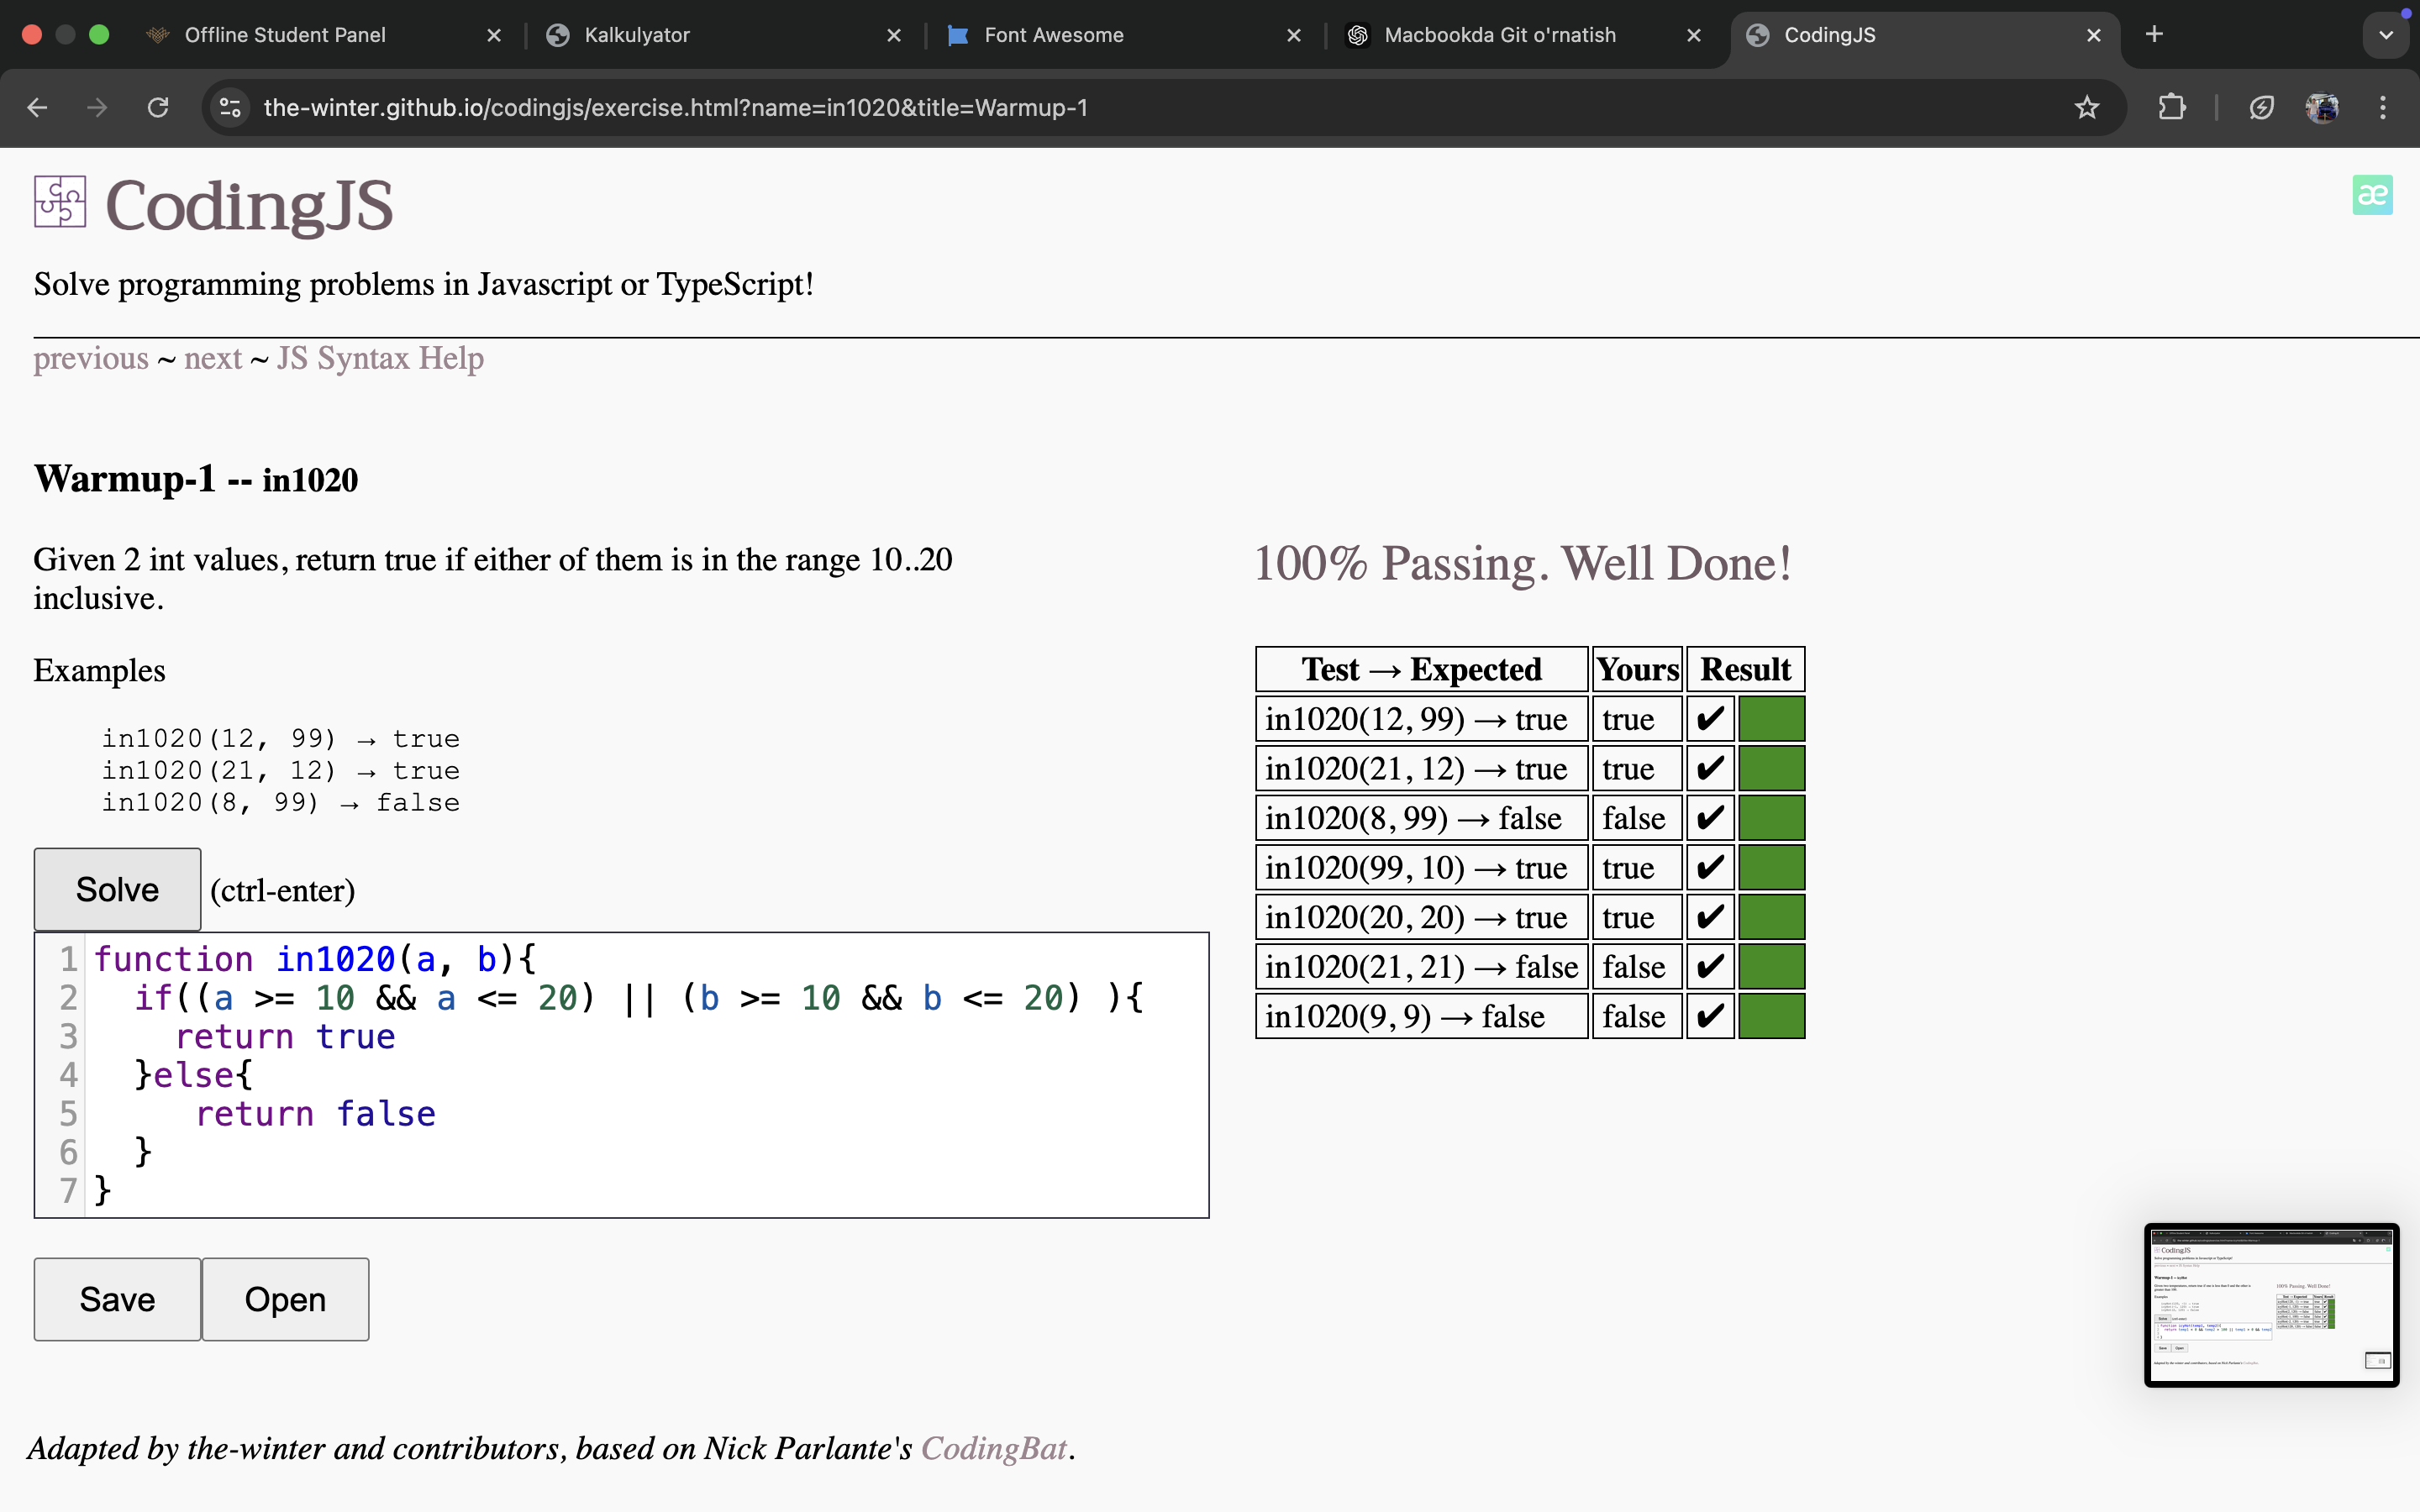 Offline Student Panel
Kalkulyator
Font Awesome
Macbookda Git o'rnatish
CodingJS
the-winter.github.io/codingjs/exercise.html?name=in1020&title=Warmup-1
CodingJS
æ
Solve programming problems in Javascript or TypeScript!
previous ~ next ~ JS Syntax Help
Warmup-1 -- in1020
Given 2 int values, return true if either of them is in the range 10..20
inclusive.
Examples
in1020(12, 99) → true
in1020(21, 12) → true
in1020(8, 99) → false
Solve (ctrl-enter)
1 function in1020(a, b){
2   if((a >= 10 && a <= 20) || (b >= 10 && b <= 20) ){
3     return true
4   }else{
5      return false
6   }
7 }
Save Open
100% Passing. Well Done!
Test → Expected Yours Result
in1020(12, 99) → true true ✔
in1020(21, 12) → true true ✔
in1020(8, 99) → false false ✔
in1020(99, 10) → true true ✔
in1020(20, 20) → true true ✔
in1020(21, 21) → false false ✔
in1020(9, 9) → false false ✔
CodingJS
100% Passing. Well Done!
Adapted by the-winter and contributors, based on Nick Parlante's CodingBat.